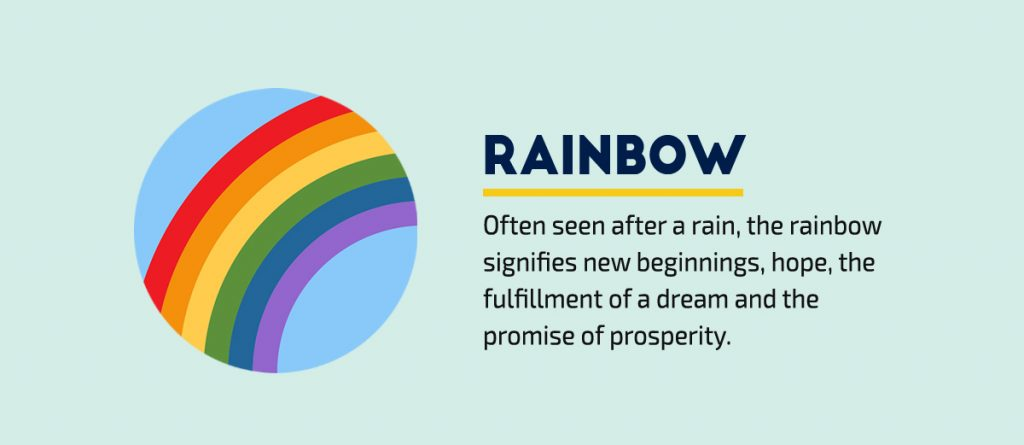 RAINBOW
Often seen after a rain, the rainbow
signifies new beginnings, hope, the
fulfillment of a dream and the
promise of prosperity.